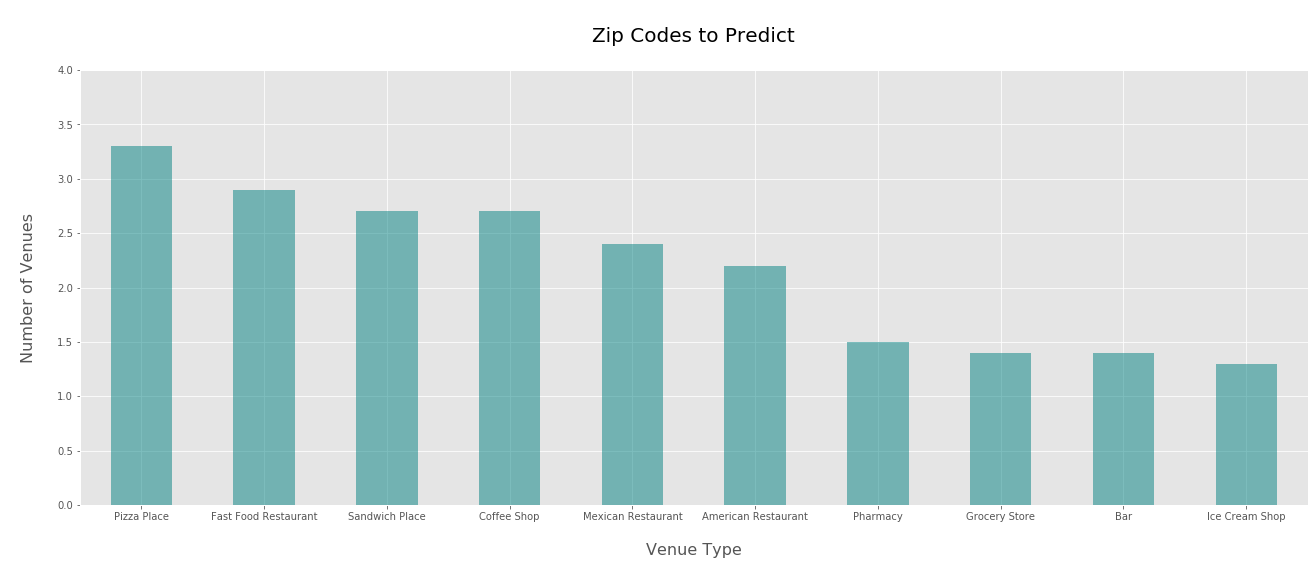 Zip Codes to Predict
4.0
3.5
3.0
2.5
2.0
1.5
1.0
0.5
0.0
Number of Venues
Pizza Place Fast Food Restaurant Sandwich Place Coffee Shop Mexican Restaurant American Restaurant Pharmacy Grocery Store Bar Ice Cream Shop
Venue Type